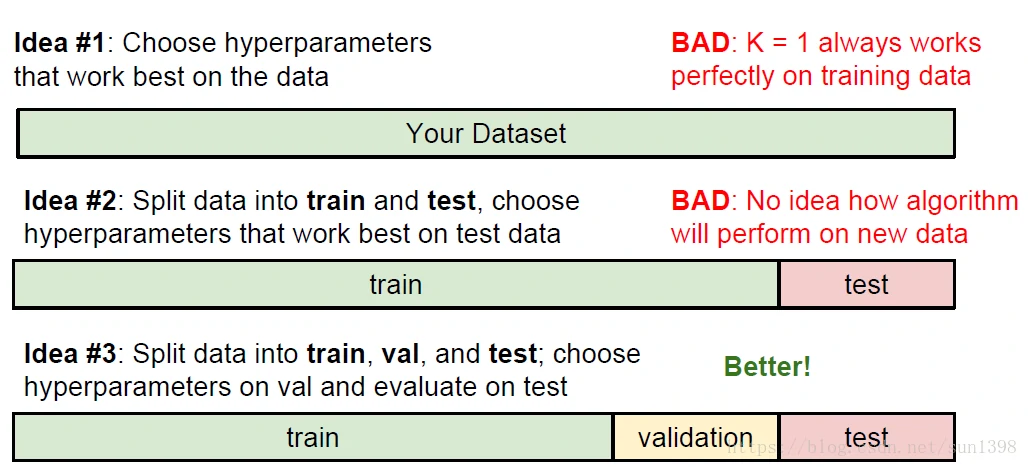 Idea #1: Choose hyperparameters
that work best on the data
BAD: K = 1 always works
perfectly on training data
Your Dataset
Idea #2: Split data into train and test, choose
hyperparameters that work best on test data
BAD: No idea how algorithm
will perform on new data
train
test
Idea #3: Split data into train, val, and test; choose
hyperparameters on val and evaluate on test
Better!
train
validation
test
https://blog.csdn.net/sun1398